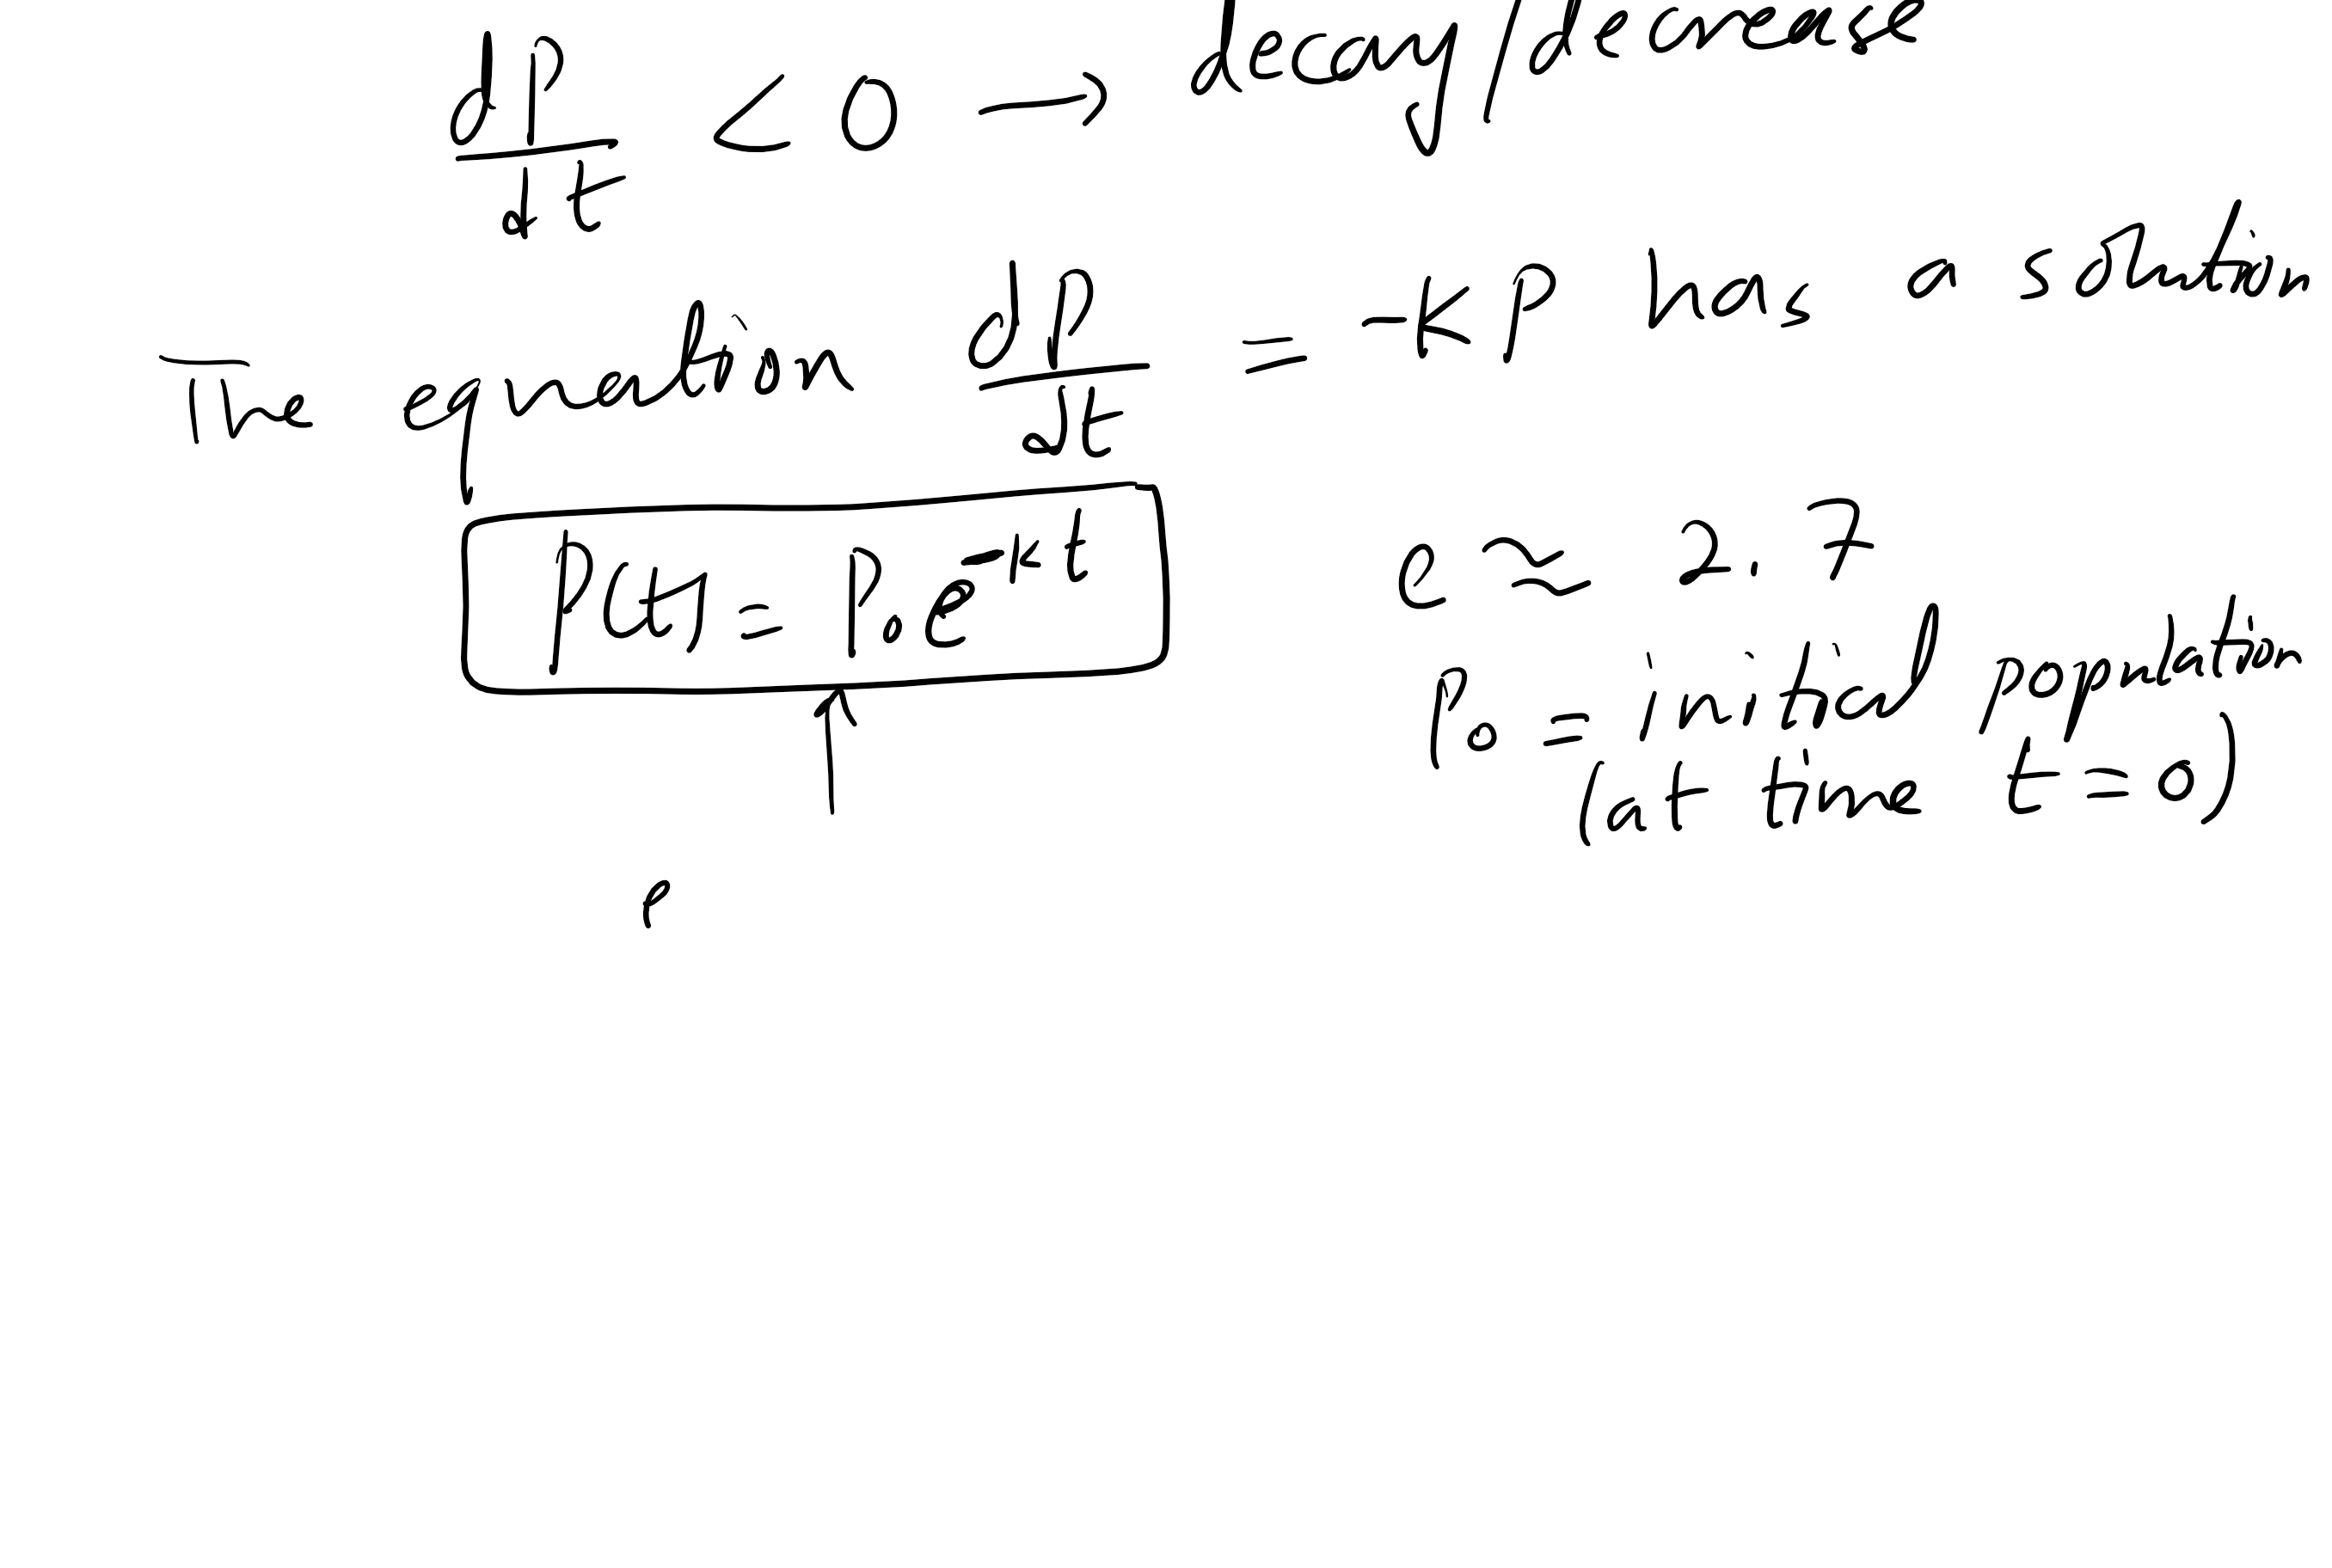 dP/dt < 0 → decay/decrease
The equation dP/dt = -kP has a solution
P(t) = P₀e^(-kt)
e ≈ 2.7
P₀ = initial population
(at time t = 0)
e